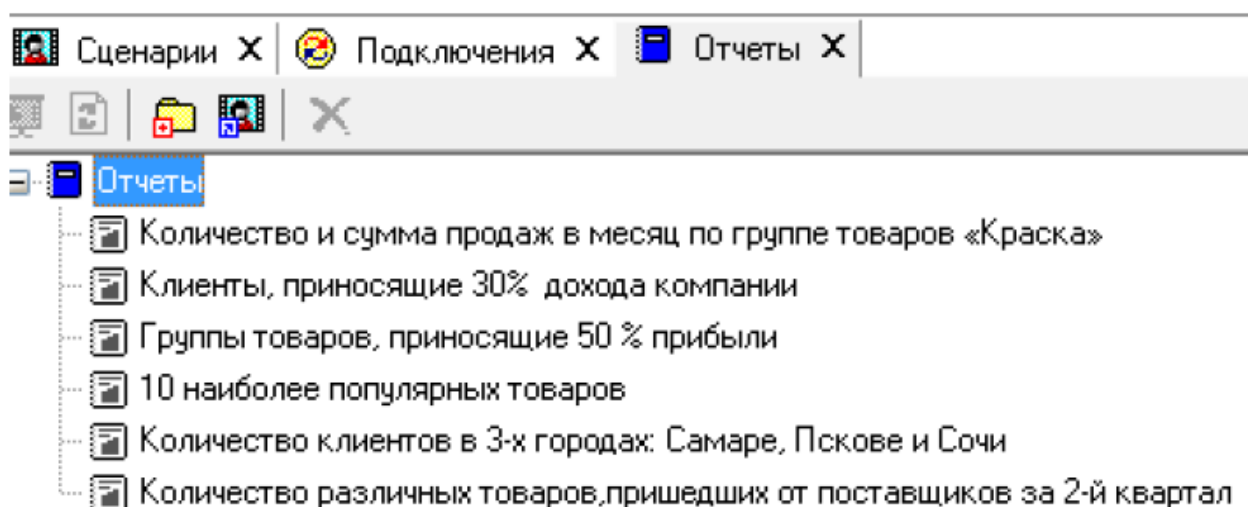 Сценарии X Подключения X Отчеты X
Отчеты
Количество и сумма продаж в месяц по группе товаров «Краска»
Клиенты, приносящие 30% дохода компании
Группы товаров, приносящие 50 % прибыли
10 наиболее популярных товаров
Количество клиентов в 3-х городах: Самаре, Пскове и Сочи
Количество различных товаров,пришедших от поставщиков за 2-й квартал